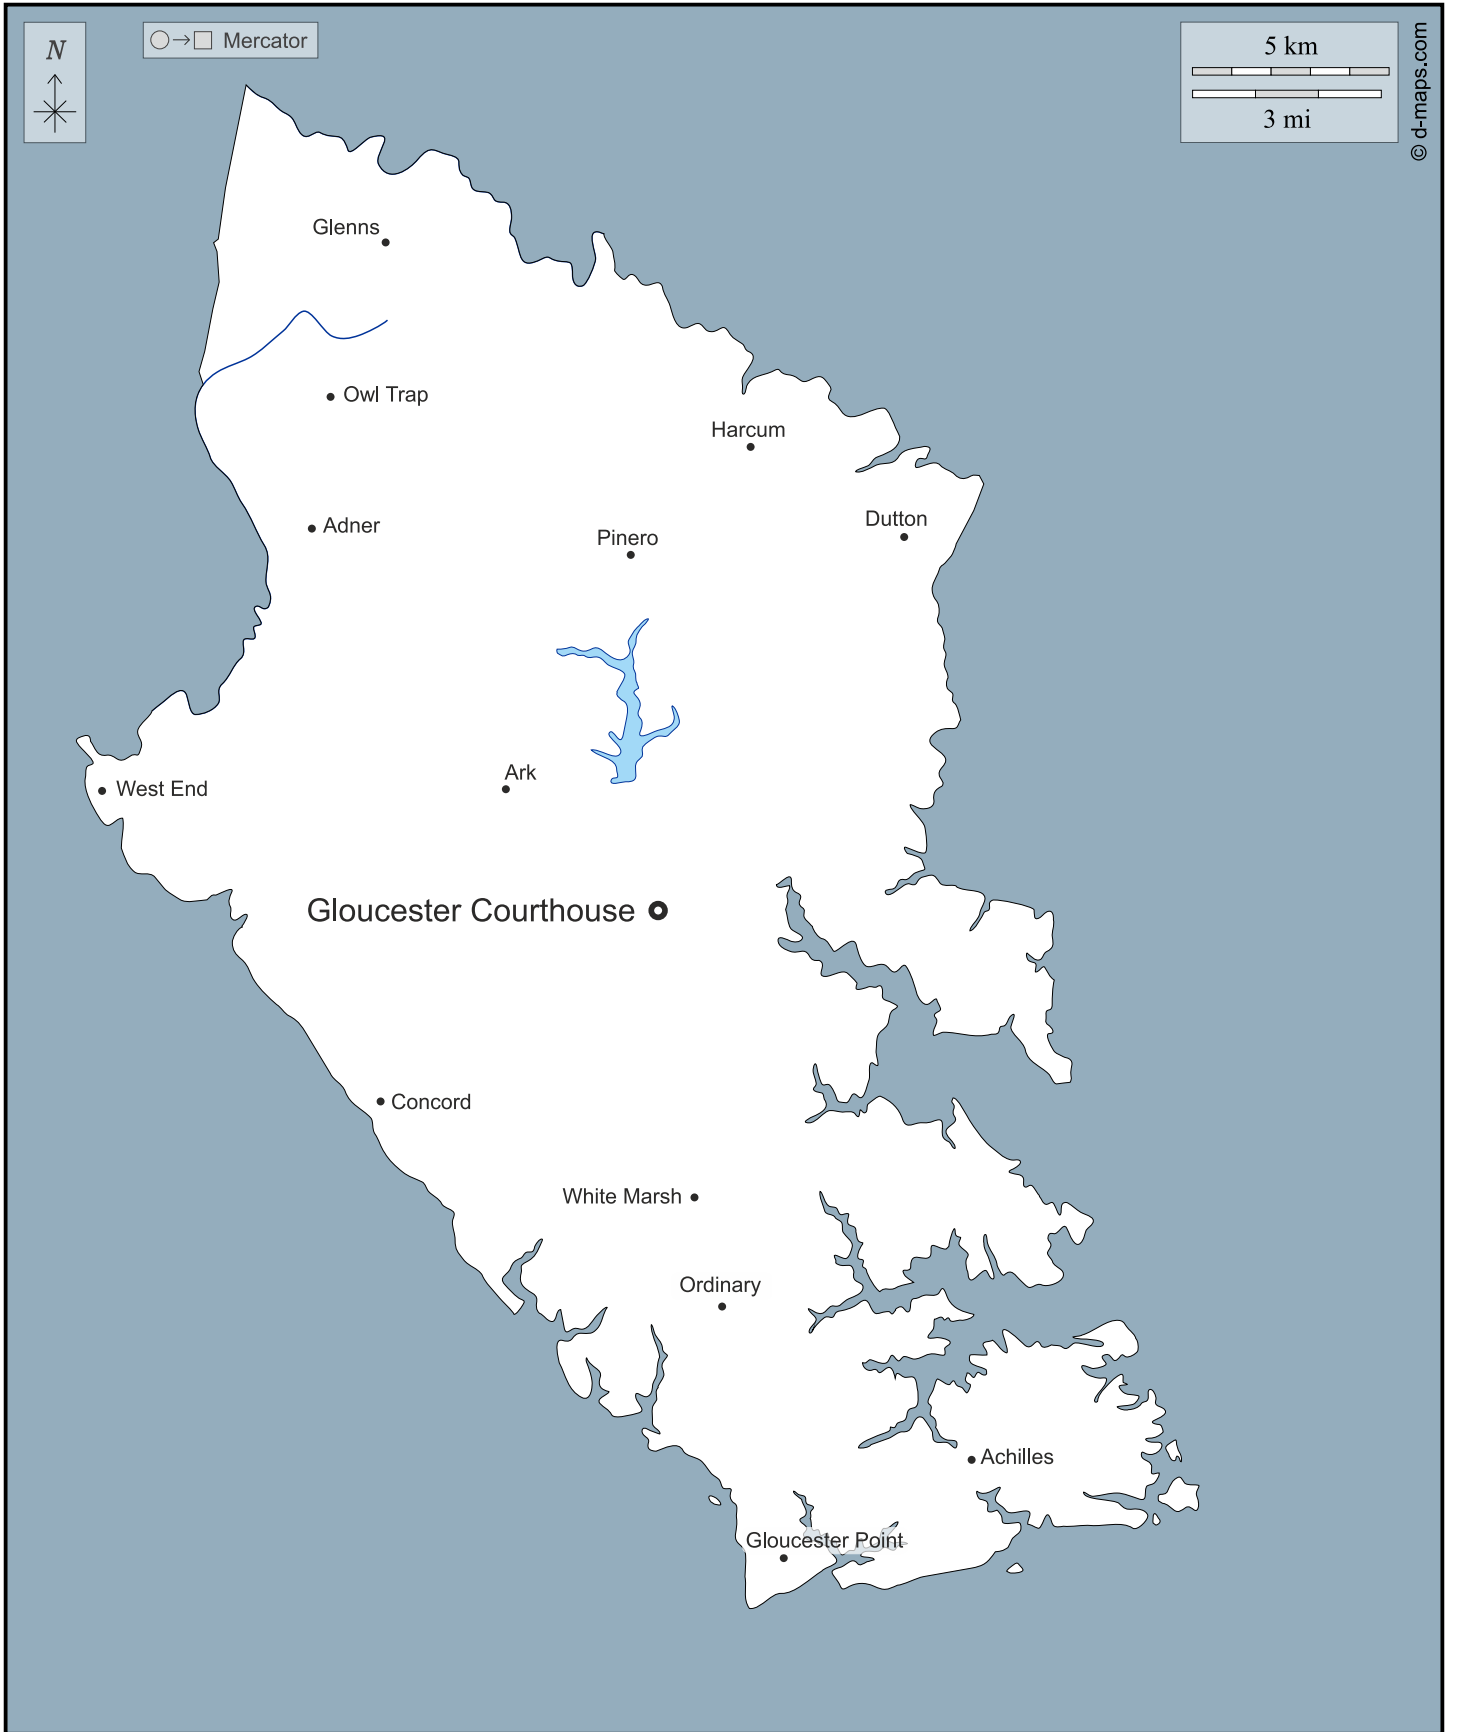 N
Mercator
5 km
3 mi
© d-maps.com
Glenns
Owl Trap
Harcum
Dutton
Adner
Pinero
Ark
West End
Gloucester Courthouse
Concord
White Marsh
Ordinary
Achilles
Gloucester Point